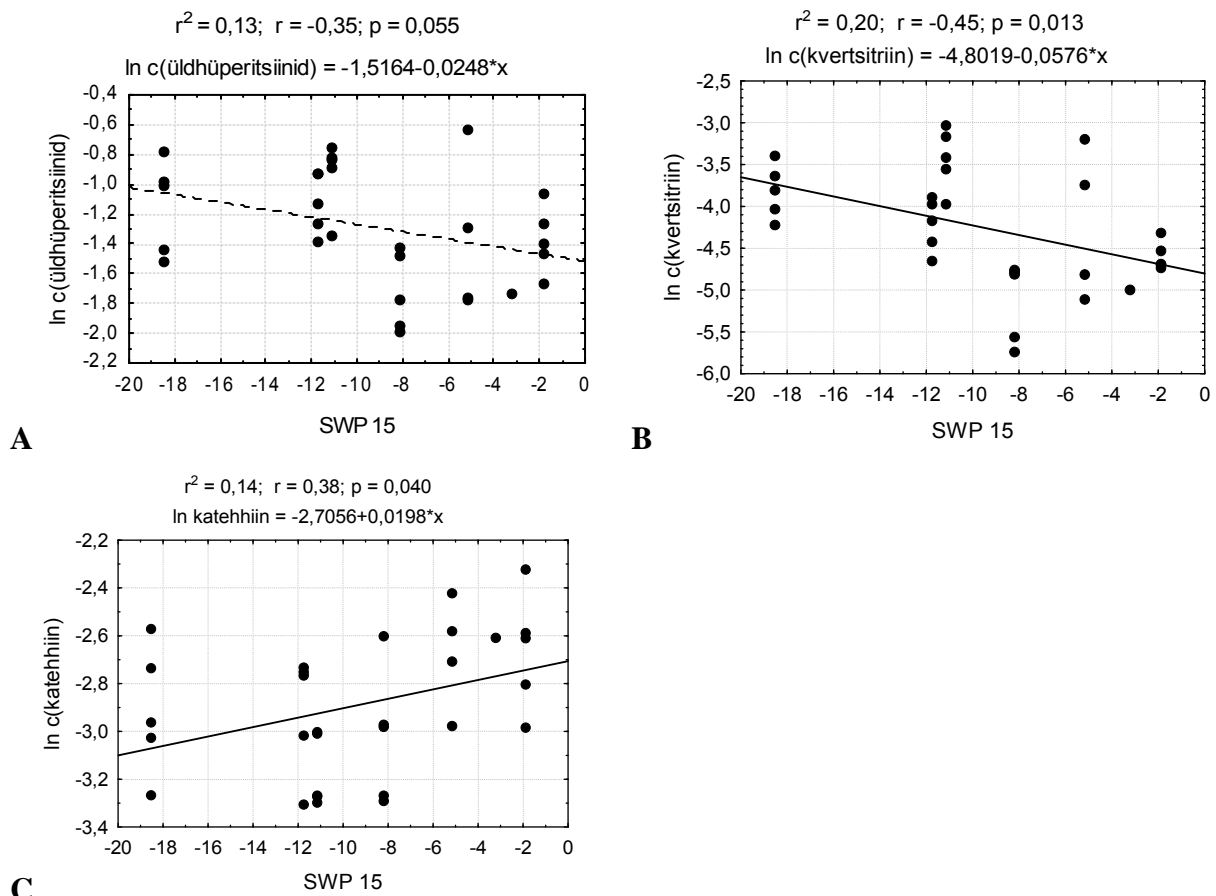 r² = 0,13; r = -0,35; p = 0,055
ln c(üldhüperitsiinid) = -1,5164-0,0248*x
ln c(üldhüperitsiinid)
-0,4
-0,6
-0,8
-1,0
-1,2
-1,4
-1,6
-1,8
-2,0
-2,2
-20 -18 -16 -14 -12 -10 -8 -6 -4 -2 0
SWP 15
A
r² = 0,20; r = -0,45; p = 0,013
ln c(kvertsitriin) = -4,8019-0,0576*x
ln c(kvertsitriin)
-2,5
-3,0
-3,5
-4,0
-4,5
-5,0
-5,5
-6,0
-20 -18 -16 -14 -12 -10 -8 -6 -4 -2 0
SWP 15
B
r² = 0,14; r = 0,38; p = 0,040
ln katehhiin = -2,7056+0,0198*x
ln c(katehhiin)
-2,2
-2,4
-2,6
-2,8
-3,0
-3,2
-3,4
-20 -18 -16 -14 -12 -10 -8 -6 -4 -2 0
SWP 15
C